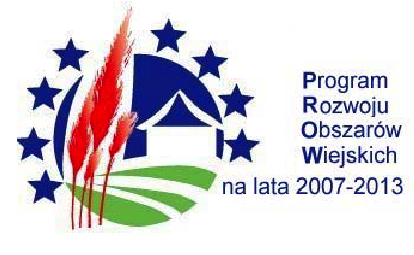 Program
Rozwoju
Obszarów
Wiejskich
na lata 2007-2013